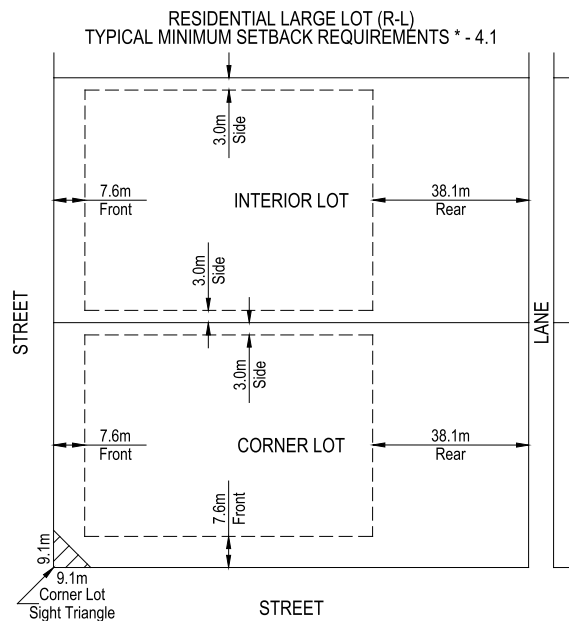 RESIDENTIAL LARGE LOT (R-L)
TYPICAL MINIMUM SETBACK REQUIREMENTS * - 4.1
3.0m
Side
7.6m
Front
INTERIOR LOT
38.1m
Rear
3.0m
Side
STREET
LANE
3.0m
Side
7.6m
Front
CORNER LOT
38.1m
Rear
7.6m
Front
9.1m
9.1m
Corner Lot
Sight Triangle
STREET